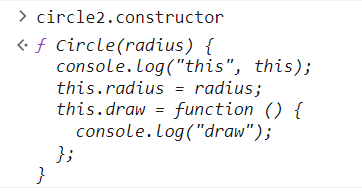 > circle2.constructor
<· ƒ Circle(radius) {
console.log("this", this);
this.radius = radius;
this.draw = function () {
console.log("draw");
};
}